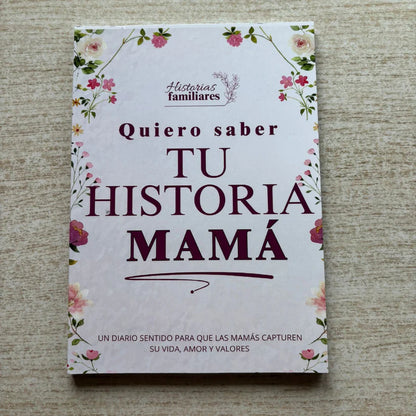 Historias
familiares
Quiero saber
TU
HISTORIA
MAMÁ
UN DIARIO SENTIDO PARA QUE LAS MAMÁS CAPTUREN
SU VIDA, AMOR Y VALORES